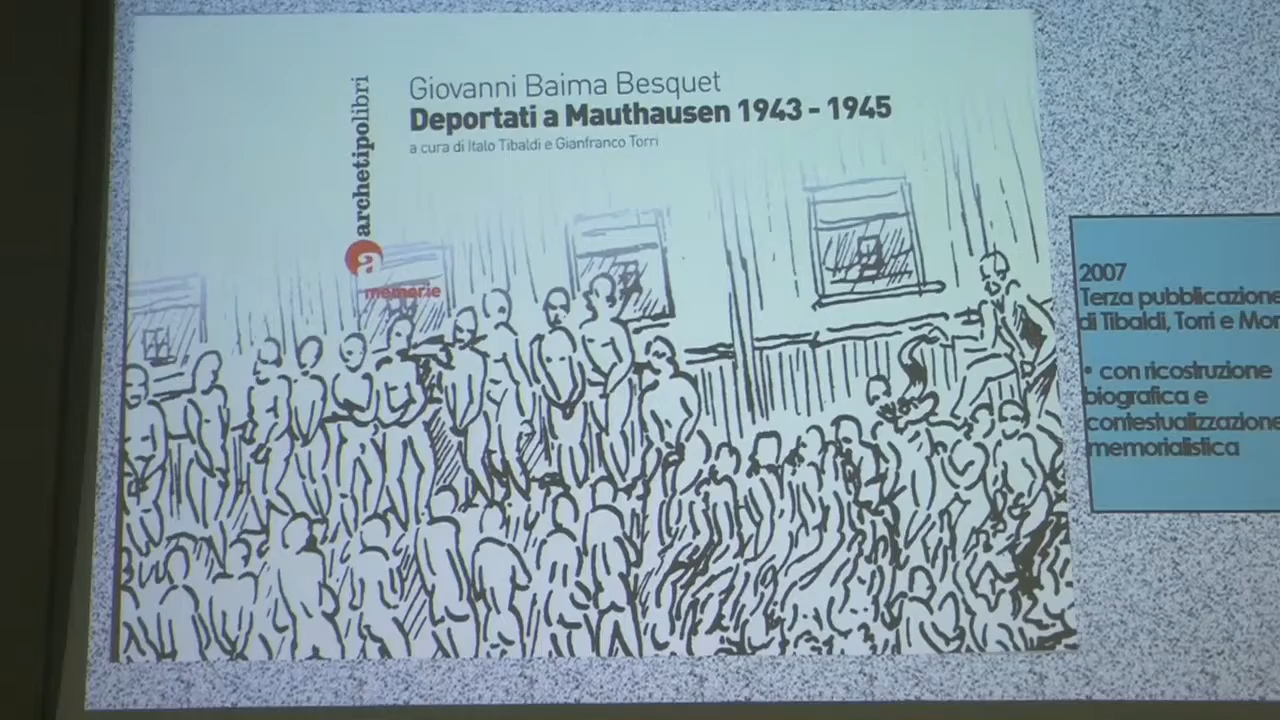 Giovanni Baima Besquet
Deportati a Mauthausen 1943 - 1945
a cura di Italo Tibaldi e Gianfranco Torri
archetipolibri
a
memorie
2007
Terza pubblicazione
di Tibaldi, Torri e
• con ricostruzione
biografica e
contestualizzazione
memorialistica